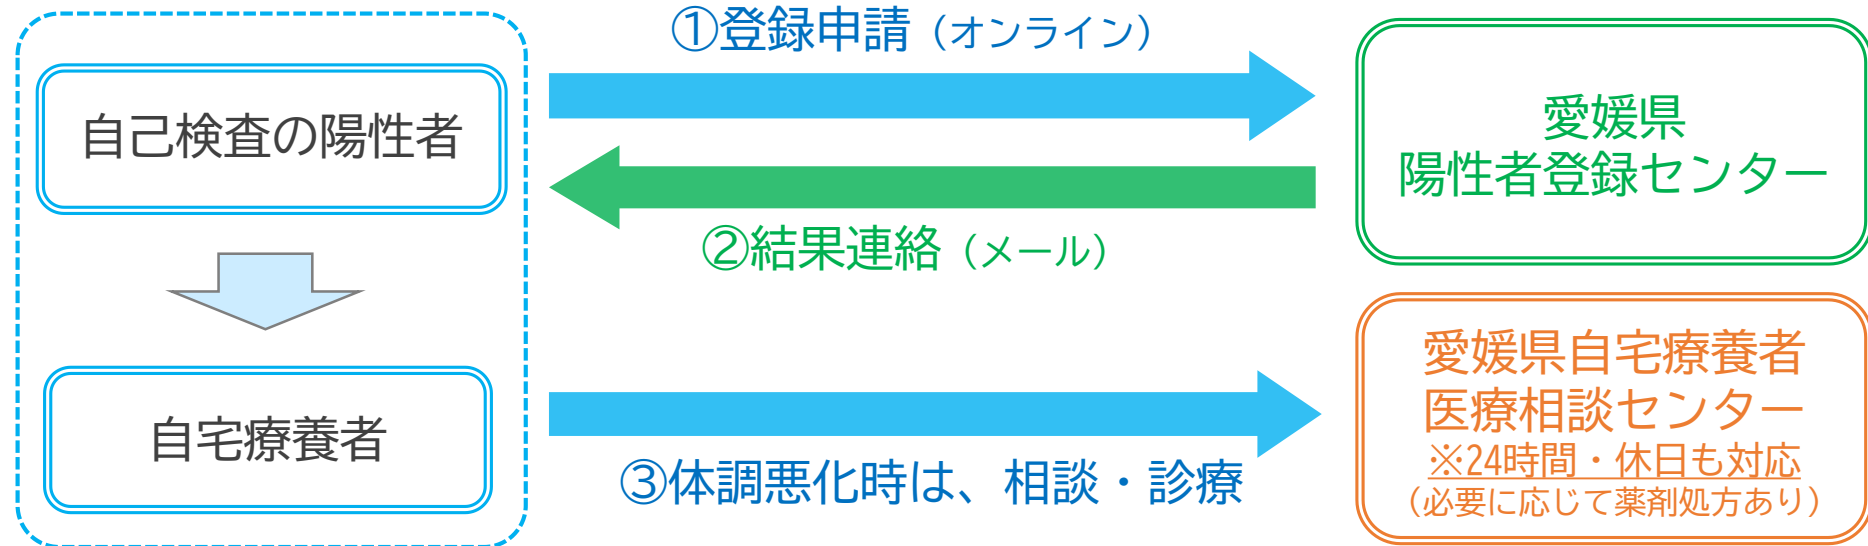 ①登録申請（オンライン）
自己検査の陽性者
愛媛県
陽性者登録センター
②結果連絡（メール）
自宅療養者
③体調悪化時は、相談・診療
愛媛県自宅療養者
医療相談センター
※24時間・休日も対応
（必要に応じて薬剤処方あり）